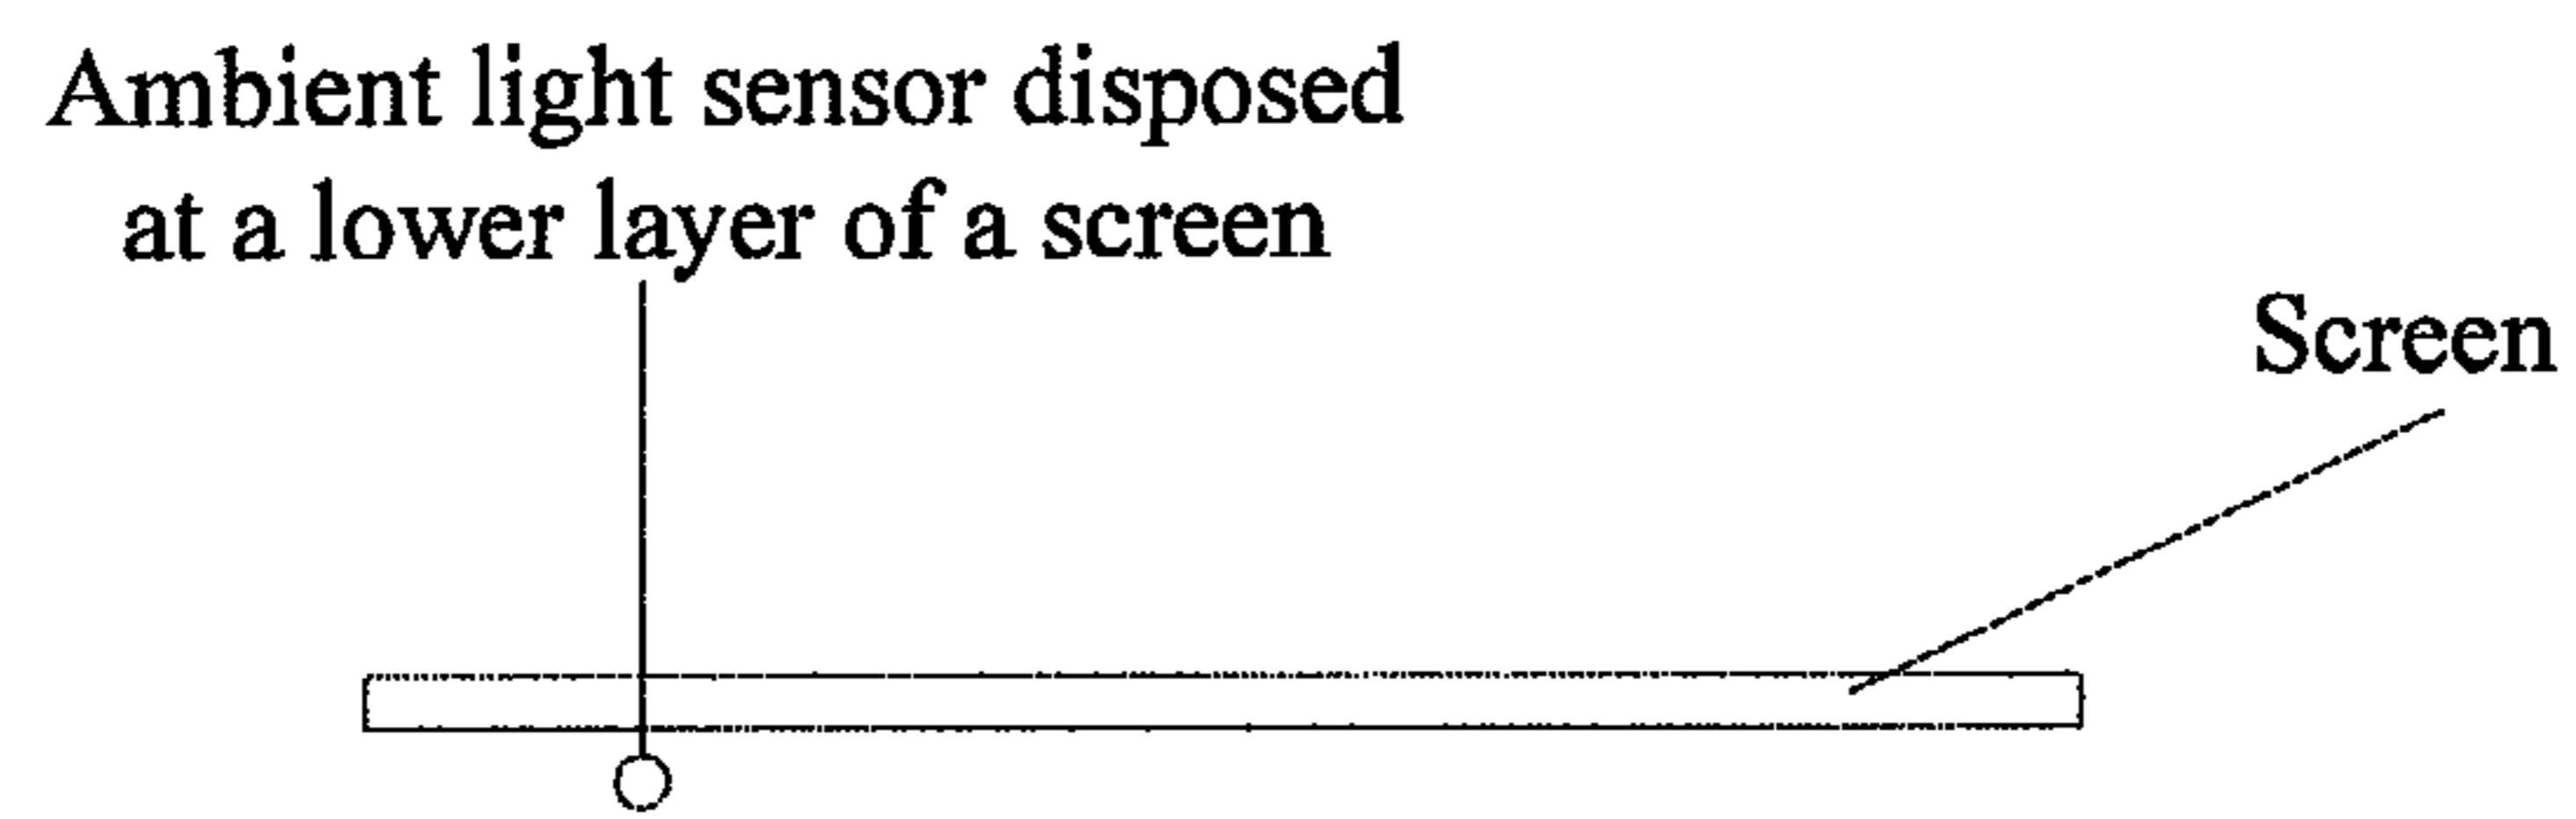 Ambient light sensor disposed
at a lower layer of a screen
Screen